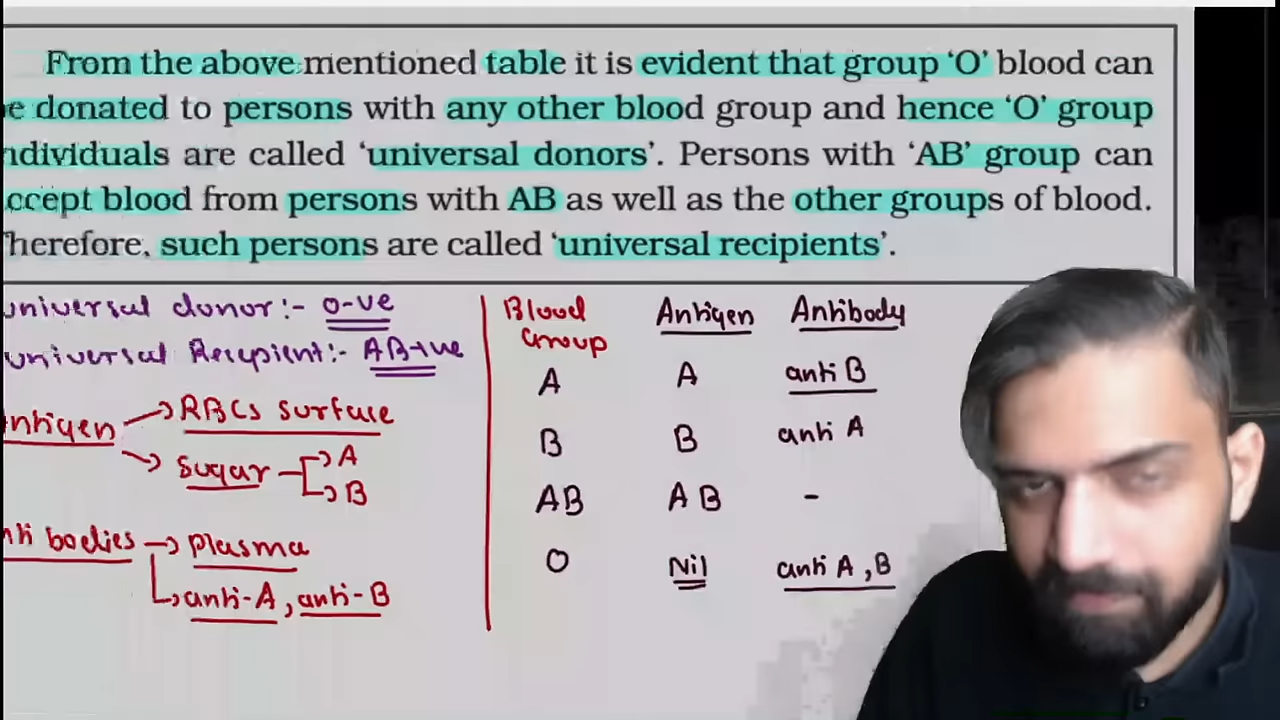 From the above mentioned table it is evident that group ‘O’ blood can
e donated to persons with any other blood group and hence ‘O’ group
ndividuals are called ‘universal donors’. Persons with ‘AB’ group can
ccept blood from persons with AB as well as the other groups of blood.
Therefore, such persons are called ‘universal recipients’.
universal donor:- O-ve
universal Recipient:- AB+ve
antigen → RBCs surface
→ sugar → A
→ B
nti bodies → plasma
→ anti-A, anti-B
Blood Group Antigen Antibody
A A anti B
B B anti A
AB AB -
O Nil anti A, B